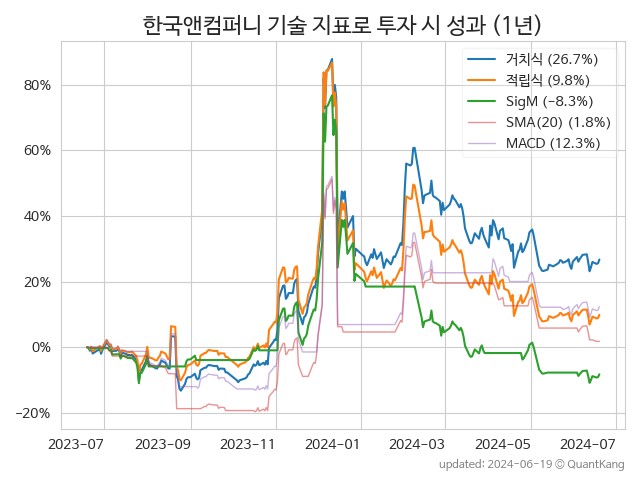 한국앤컴퍼니 기술 지표로 투자 시 성과 (1년)
거치식 (26.7%)
적립식 (9.8%)
SigM (−8.3%)
SMA(20) (1.8%)
MACD (12.3%)
80%
60%
40%
20%
0%
−20%
2023-07 2023-09 2023-11 2024-01 2024-03 2024-05 2024-07
updated: 2024-06-19 © QuantKang